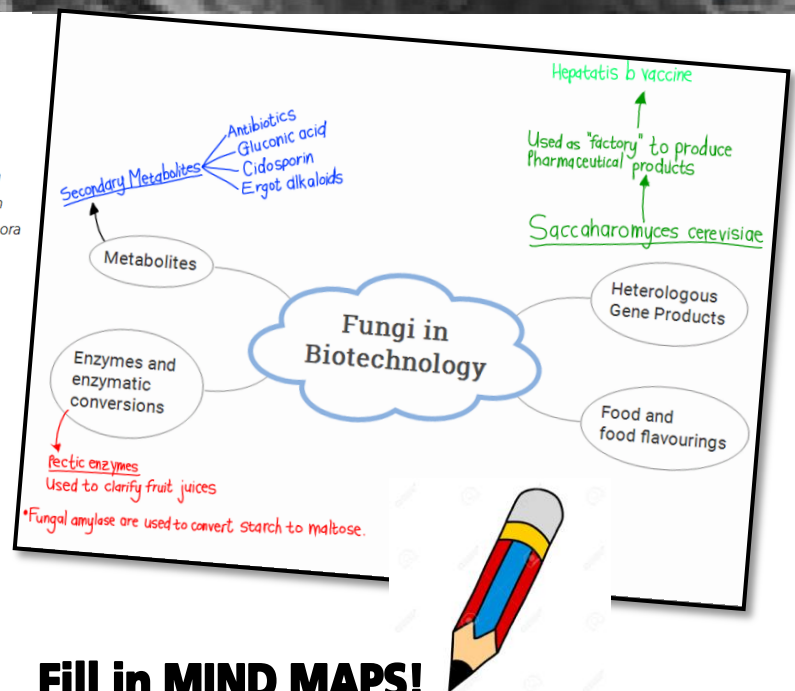 ora
Hepatatis b vaccine
Used as "factory" to produce
Pharmaceutical products
Saccaharomyces cerevisiae
Antibiotics
Gluconic acid
Ciclosporin
Ergot alkaloids
Secondary Metabolites
Metabolites
Heterologous
Gene Products
Fungi in
Biotechnology
Enzymes and
enzymatic
conversions
Food and
food flavourings
Pectic enzymes
Used to clarify fruit juices
•Fungal amylase are used to convert starch to maltose.
Fill in MIND MAPS!